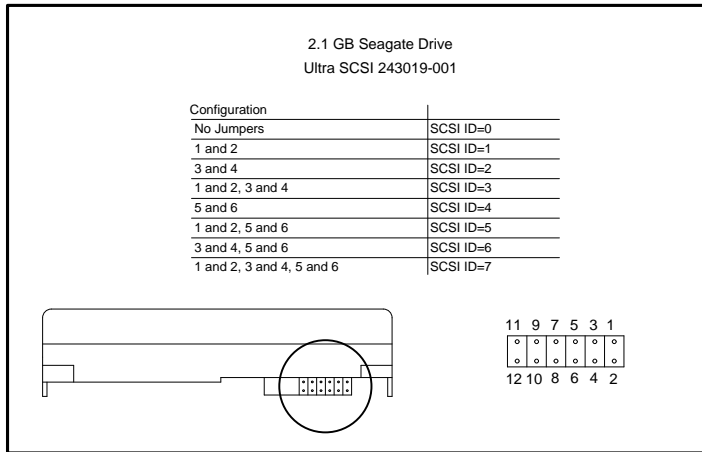 2.1 GB Seagate Drive
Ultra SCSI 243019-001
Configuration
No Jumpers SCSI ID=0
1 and 2 SCSI ID=1
3 and 4 SCSI ID=2
1 and 2, 3 and 4 SCSI ID=3
5 and 6 SCSI ID=4
1 and 2, 5 and 6 SCSI ID=5
3 and 4, 5 and 6 SCSI ID=6
1 and 2, 3 and 4, 5 and 6 SCSI ID=7
11 9 7 5 3 1
12 10 8 6 4 2